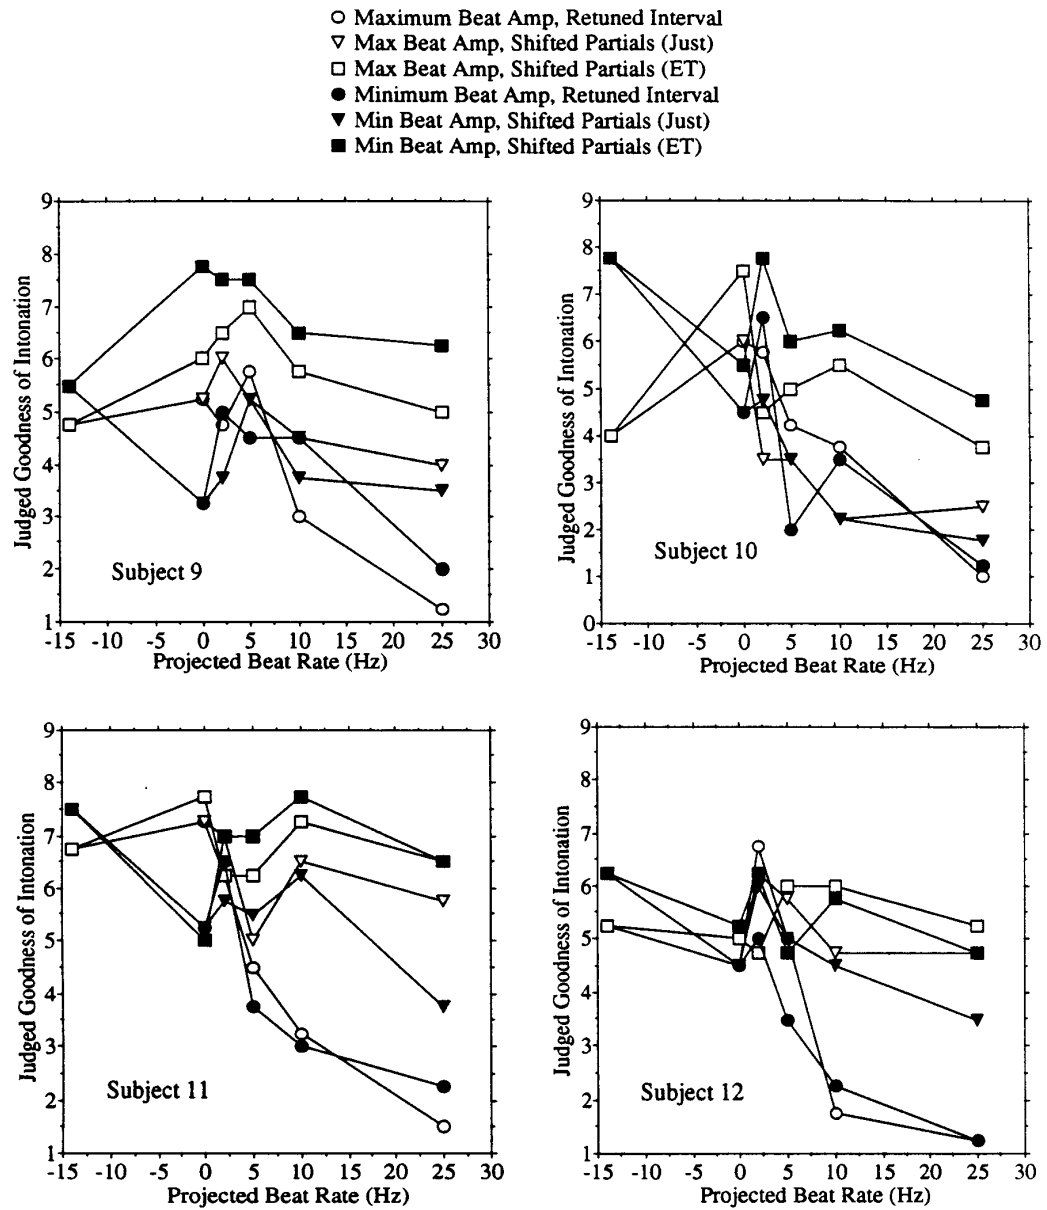 Maximum Beat Amp, Retuned Interval
Max Beat Amp, Shifted Partials (Just)
Max Beat Amp, Shifted Partials (ET)
Minimum Beat Amp, Retuned Interval
Min Beat Amp, Shifted Partials (Just)
Min Beat Amp, Shifted Partials (ET)
9
8
7
6
5
4
3
2
1
Judged Goodness of Intonation
Subject 9
-15 -10 -5 0 5 10 15 20 25 30
Projected Beat Rate (Hz)
9
8
7
6
5
4
3
2
1
0
Judged Goodness of Intonation
Subject 10
-15 -10 -5 0 5 10 15 20 25 30
Projected Beat Rate (Hz)
9
8
7
6
5
4
3
2
1
Judged Goodness of Intonation
Subject 11
-15 -10 -5 0 5 10 15 20 25 30
Projected Beat Rate (Hz)
9
8
7
6
5
4
3
2
1
Judged Goodness of Intonation
Subject 12
-15 -10 -5 0 5 10 15 20 25 30
Projected Beat Rate (Hz)